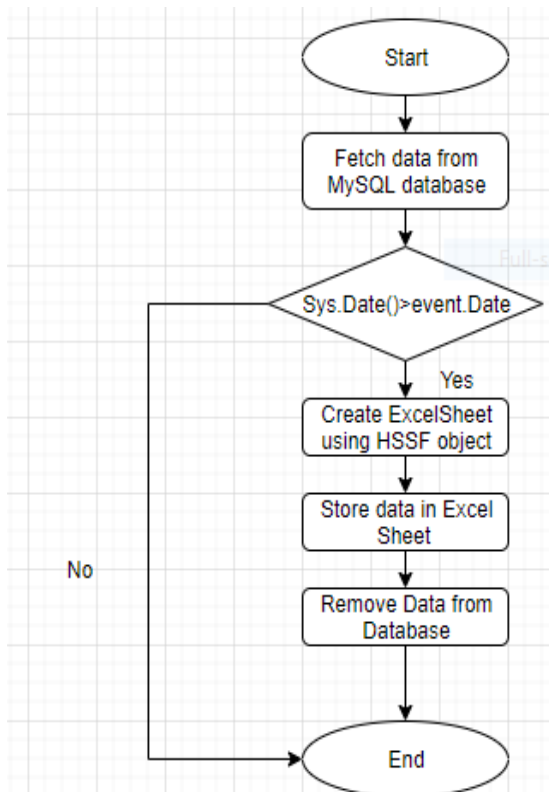 Start
Fetch data from
MySQL database
Full-s
Sys.Date()>event.Date
Yes
Create ExcelSheet
using HSSF object
Store data in Excel
Sheet
No
Remove Data from
Database
End